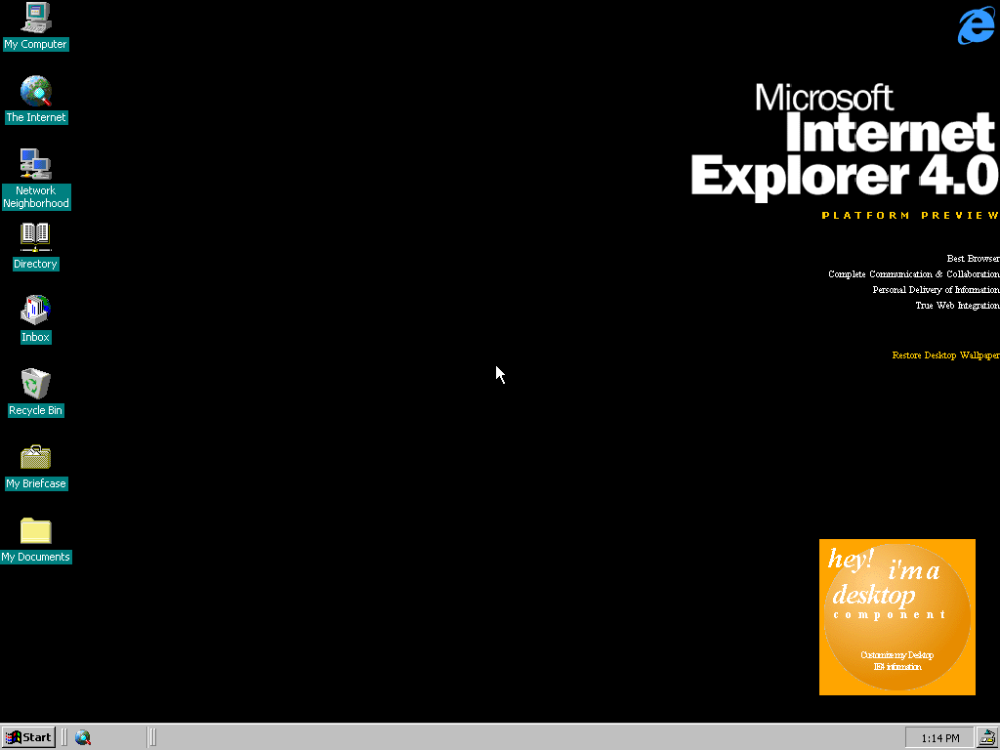 My Computer
The Internet
Network
Neighborhood
Directory
Inbox
Recycle Bin
My Briefcase
My Documents
Microsoft
Internet
Explorer 4.0
PLATFORM PREVIEW
Best Browser
Complete Communication & Collaboration
Personal Delivery of Information
True Web Integration
Restore Desktop Wallpaper
hey! i'm a
desktop
component
Customize my Desktop
IE4 information
Start
1:14 PM